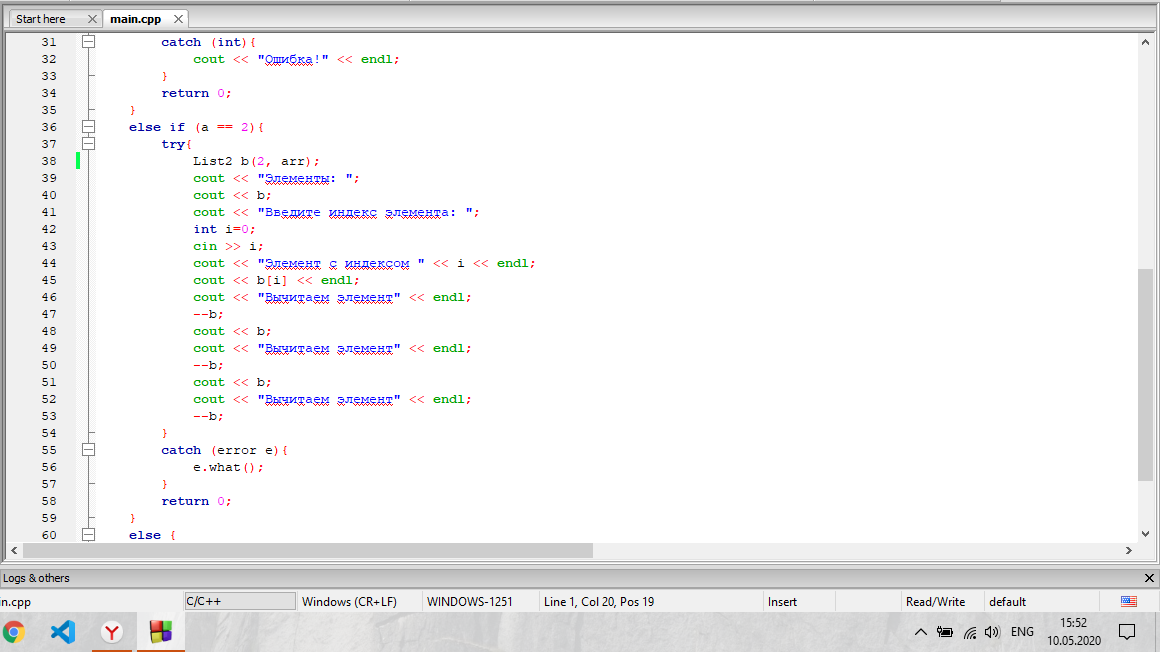 Start here main.cpp
31 catch (int){
32 cout << "Ошибка!" << endl;
33 }
34 return 0;
35 }
36 else if (a == 2){
37 try{
38 List2 b(2, arr);
39 cout << "Элементы: ";
40 cout << b;
41 cout << "Введите индекс элемента: ";
42 int i=0;
43 cin >> i;
44 cout << "Элемент с индексом " << i << endl;
45 cout << b[i] << endl;
46 cout << "Вычитаем элемент" << endl;
47 --b;
48 cout << b;
49 cout << "Вычитаем элемент" << endl;
50 --b;
51 cout << b;
52 cout << "Вычитаем элемент" << endl;
53 --b;
54 }
55 catch (error e){
56 e.what();
57 }
58 return 0;
59 }
60 else {
Logs & others
in.cpp C/C++ Windows (CR+LF) WINDOWS-1251 Line 1, Col 20, Pos 19 Insert Read/Write default
ENG 15:52
10.05.2020